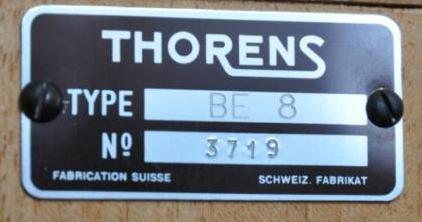 THORENS
TYPE BE 8
Nº 3719
FABRICATION SUISSE SCHWEIZ. FABRIKAT